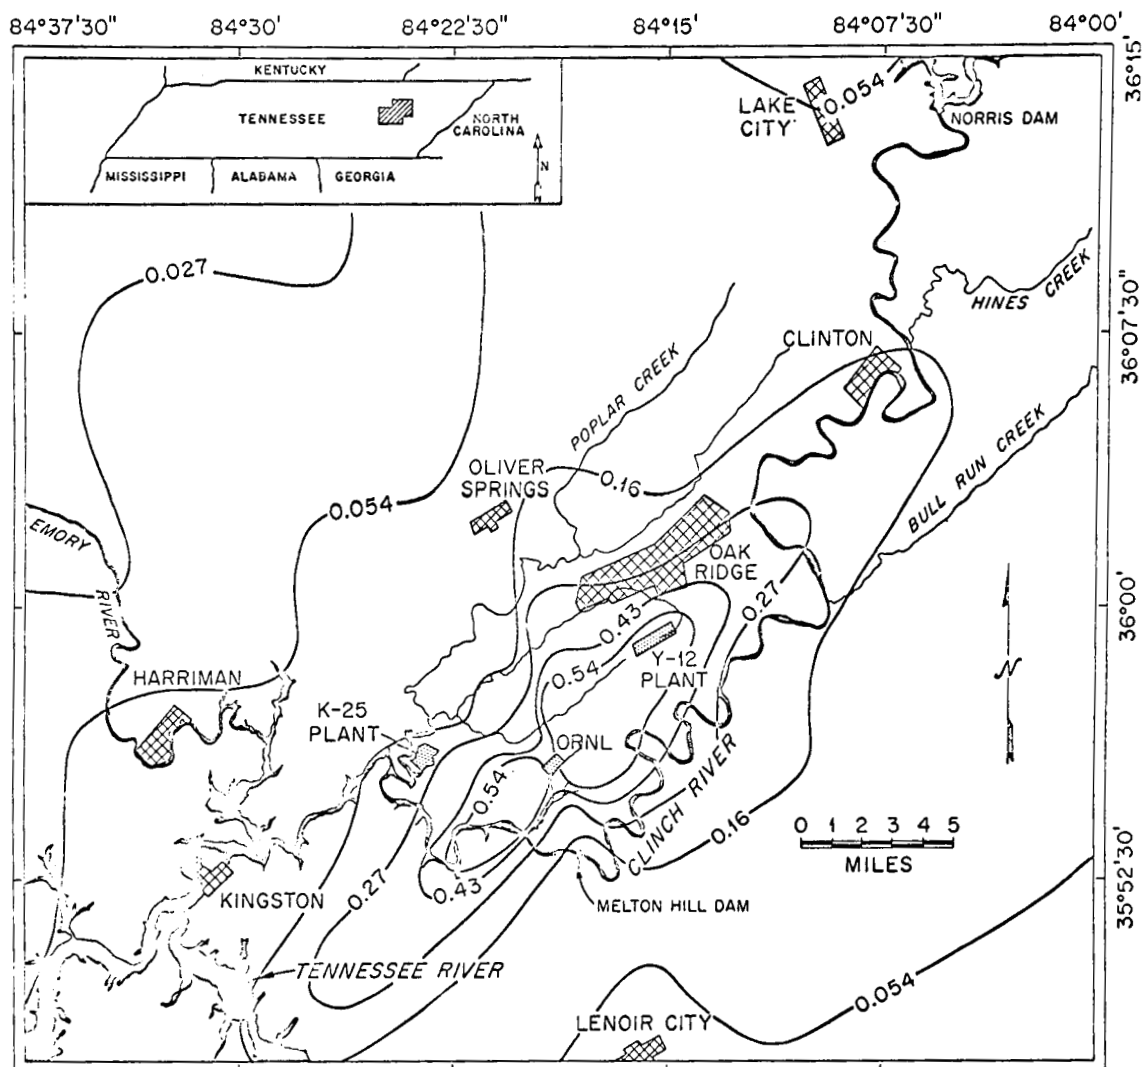 84°37'30"
84°30'
84°22'30"
84°15'
84°07'30"
84°00'
36°15'
KENTUCKY
TENNESSEE
NORTH
CAROLINA
MISSISSIPPI
ALABAMA
GEORGIA
N
LAKE
CITY
0.054
NORRIS DAM
0.027
HINES CREEK
36°07'30"
CLINTON
POPLAR CREEK
OLIVER
SPRINGS
0.16
BULL RUN CREEK
0.054
EMORY
RIVER
OAK
RIDGE
36°00'
0.27
0.43
Y-12
PLANT
0.54
N
HARRIMAN
K-25
PLANT
ORNL
0.54
CLINCH RIVER
0.16
0 1 2 3 4 5
MILES
35°52'30"
0.27
0.43
KINGSTON
MELTON HILL DAM
TENNESSEE RIVER
0.054
LENOIR CITY